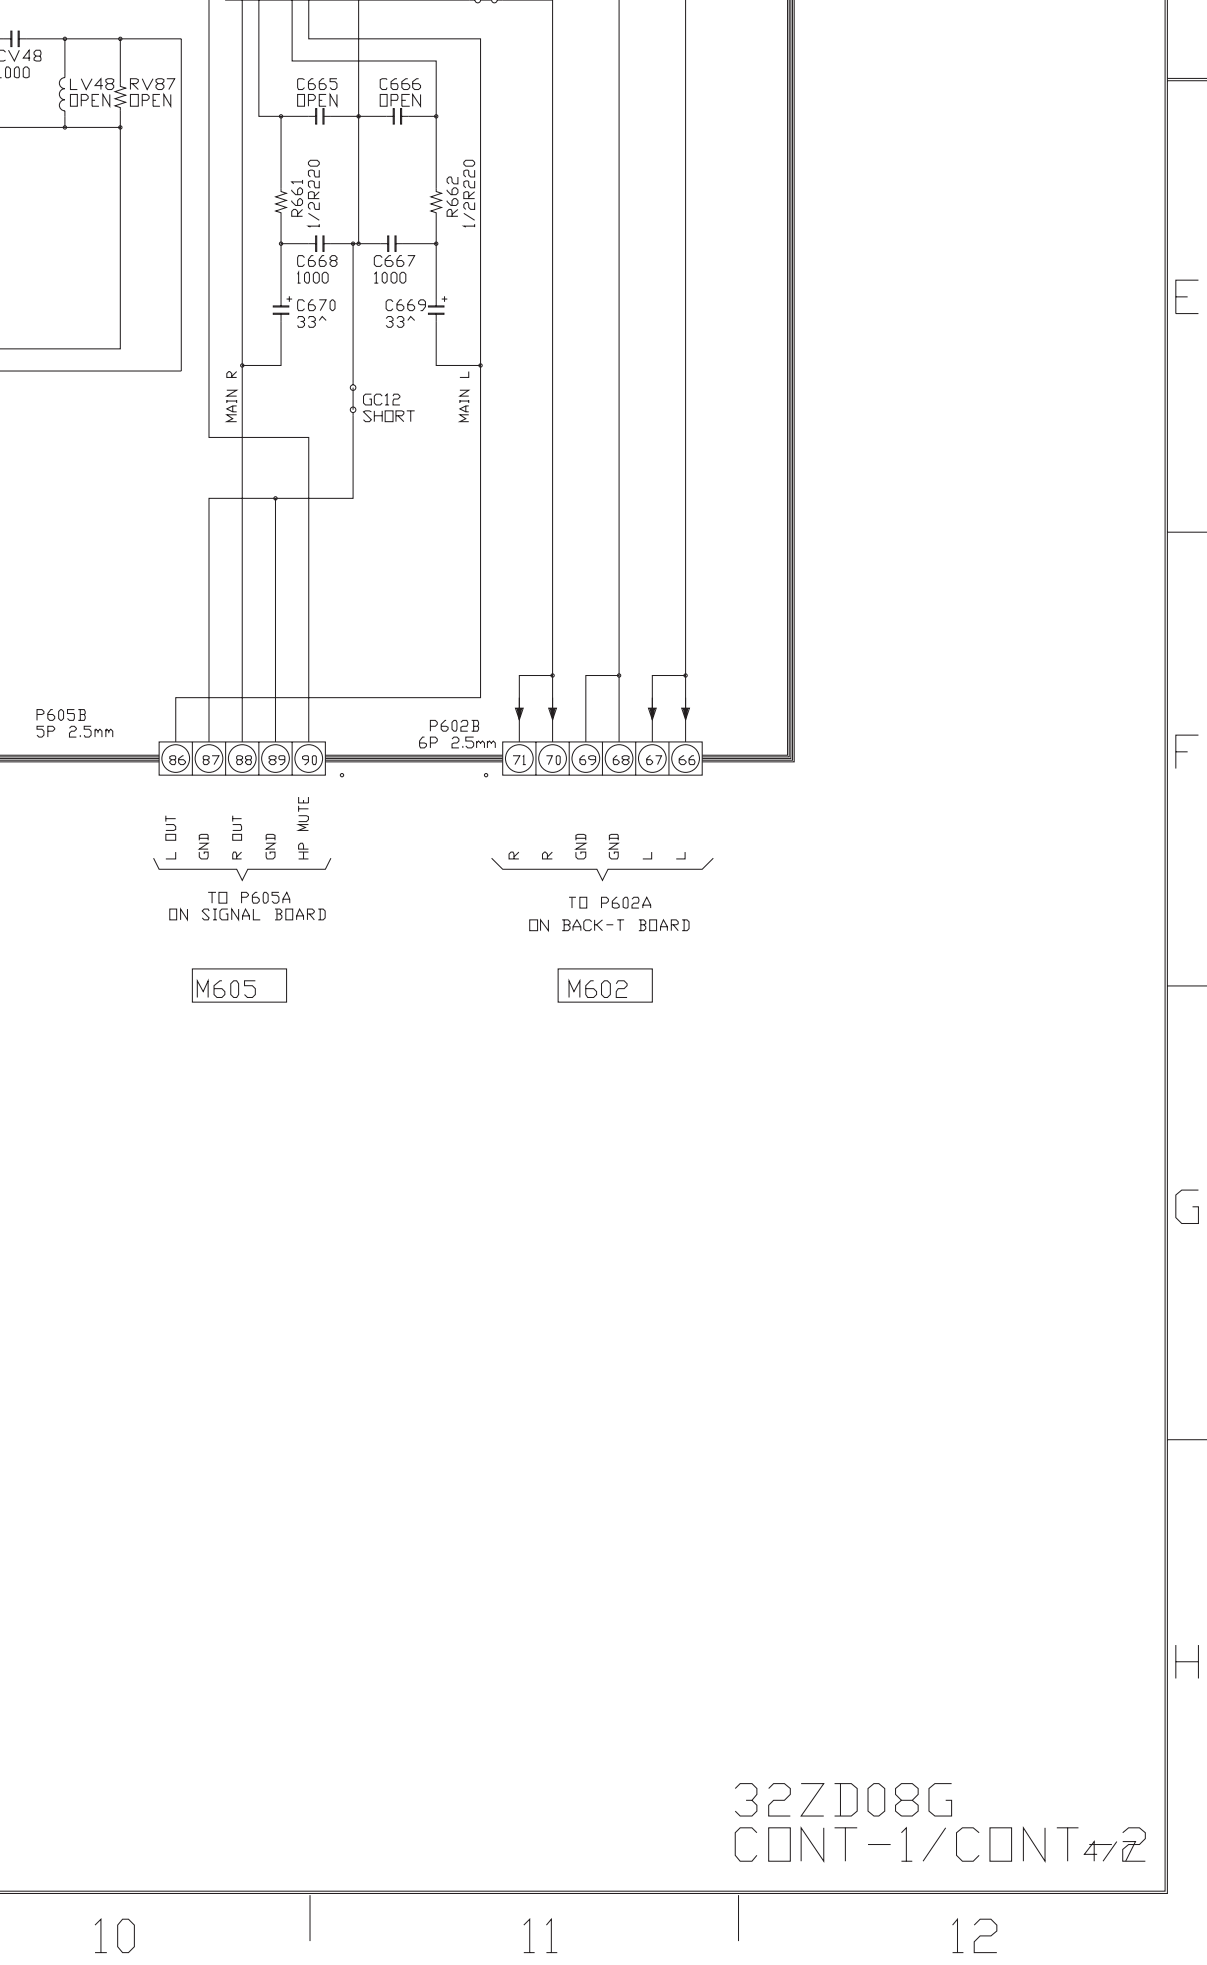 CV48
1000
LV48
OPEN
RV87
OPEN
C665
OPEN
C666
OPEN
R661
1/2R220
R662
1/2R220
C668
1000
C667
1000
+
C670
33^
+
C669
33^
MAIN R
MAIN L
GC12
SHORT
E
P605B
5P 2.5mm
P602B
6P 2.5mm
86 87 88 89 90
71 70 69 68 67 66
F
L OUT
GND
R OUT
GND
HP MUTE
R
R
GND
GND
L
L
TO P605A
ON SIGNAL BOARD
TO P602A
ON BACK-T BOARD
M605
M602
G
H
32ZD08G
CONT-1/CONT-2
4/7
10 11 12